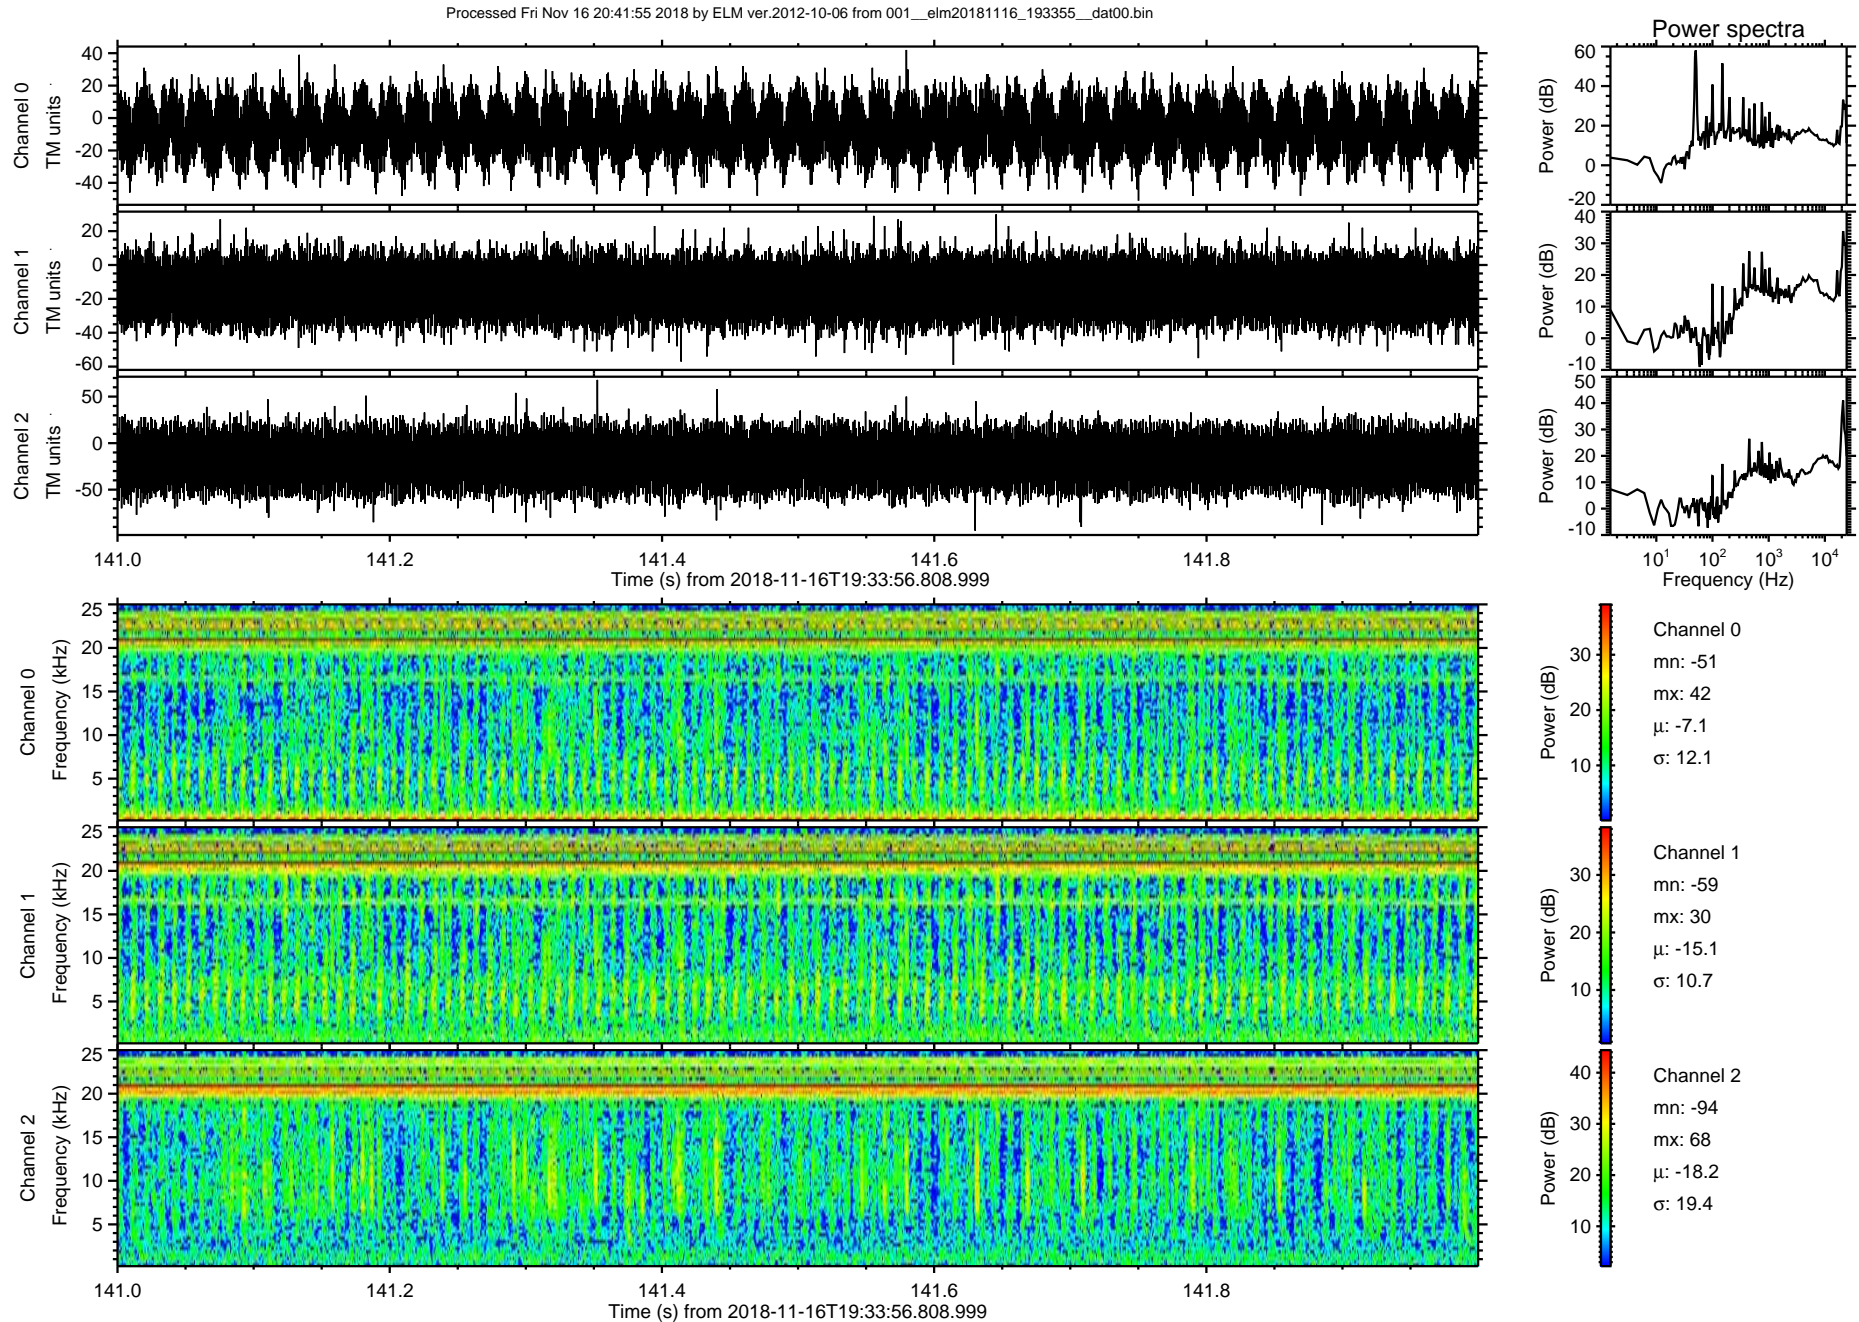 Processed Fri Nov 16 20:41:55 2018 by ELM ver.2012-10-06 from 001__elm20181116_193355__dat00.bin
Power spectra
Channel 0
TM units
40
20
0
-20
-40
Power (dB)
60
40
20
0
-20
Channel 1
TM units
20
0
-20
-40
-60
Power (dB)
40
30
20
10
0
-10
Channel 2
TM units
50
0
-50
Power (dB)
50
40
30
20
10
0
-10
141.0 141.2 141.4 141.6 141.8
Time (s) from 2018-11-16T19:33:56.808.999
10^1 10^2 10^3 10^4
Frequency (Hz)
Channel 0
Frequency (kHz)
25
20
15
10
5
Power (dB)
30
20
10
Channel 0
mn: -51
mx: 42
μ: -7.1
σ: 12.1
Channel 1
Frequency (kHz)
25
20
15
10
5
Power (dB)
30
20
10
Channel 1
mn: -59
mx: 30
μ: -15.1
σ: 10.7
Channel 2
Frequency (kHz)
25
20
15
10
5
Power (dB)
40
30
20
10
Channel 2
mn: -94
mx: 68
μ: -18.2
σ: 19.4
141.0 141.2 141.4 141.6 141.8
Time (s) from 2018-11-16T19:33:56.808.999